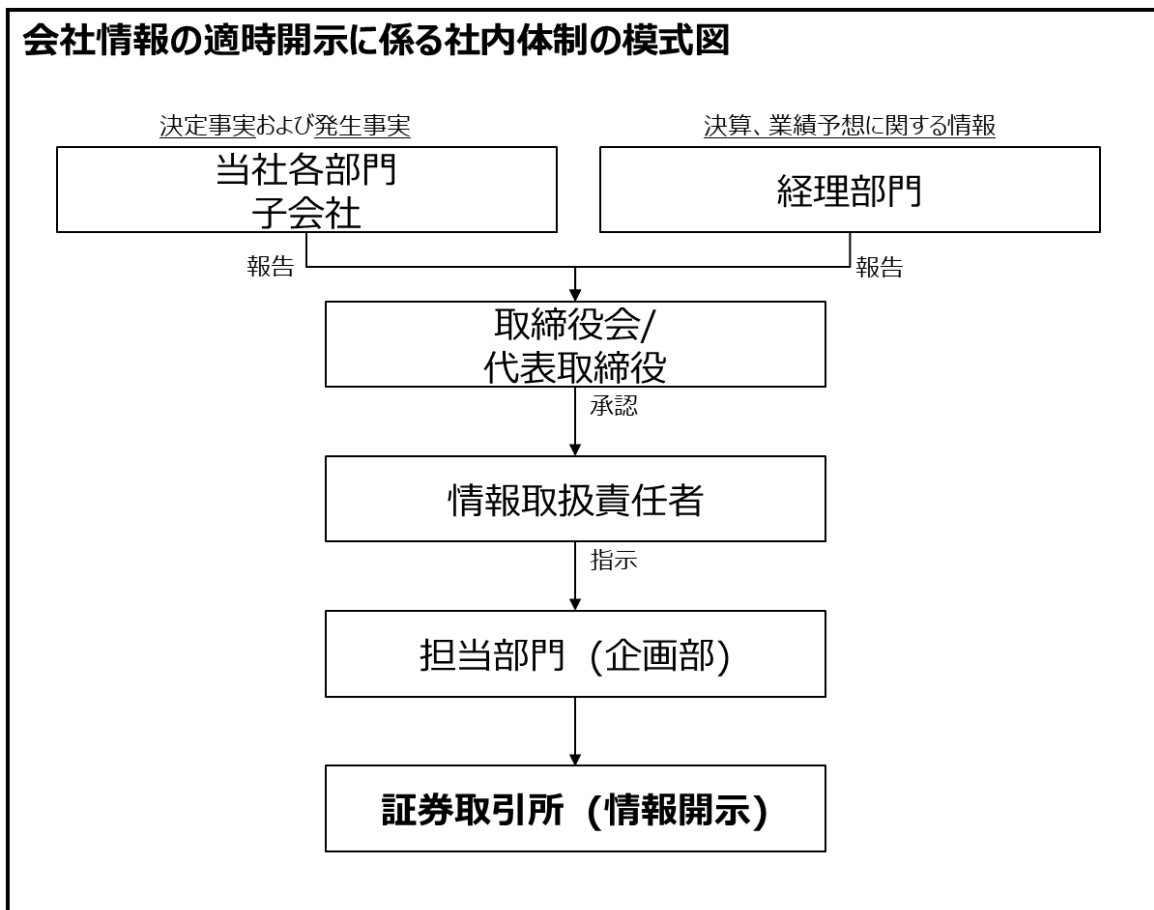 会社情報の適時開示に係る社内体制の模式図
決定事実および発生事実
当社各部門
子会社
決算、業績予想に関する情報
経理部門
報告
報告
取締役会/
代表取締役
承認
情報取扱責任者
指示
担当部門 (企画部)
証券取引所 (情報開示)